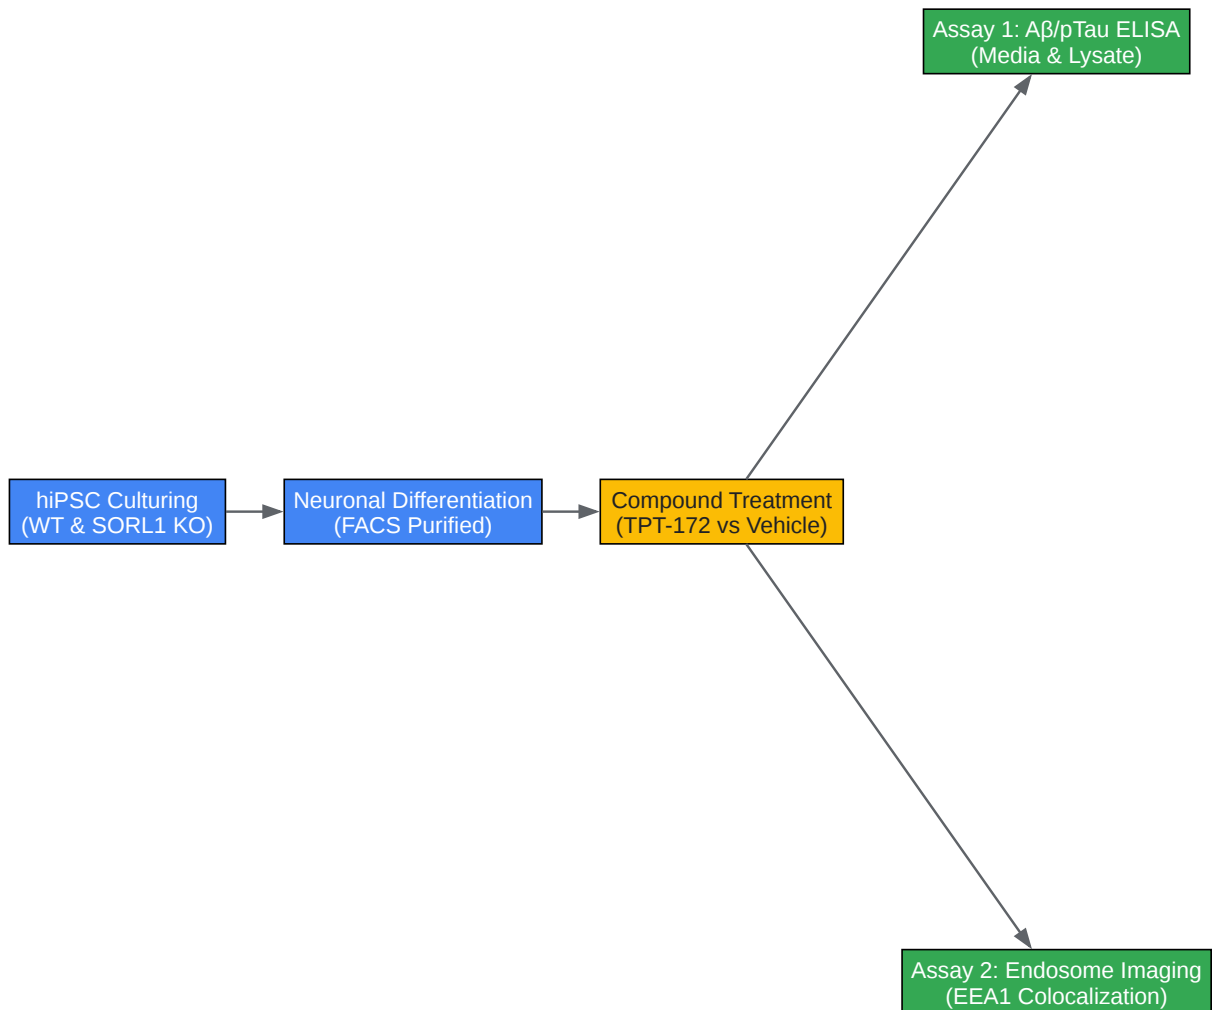 Assay 1: Aβ/pTau ELISA
(Media & Lysate)
hiPSC Culturing
(WT & SORL1 KO)
Neuronal Differentiation
(FACS Purified)
Compound Treatment
(TPT-172 vs Vehicle)
Assay 2: Endosome Imaging
(EEA1 Colocalization)